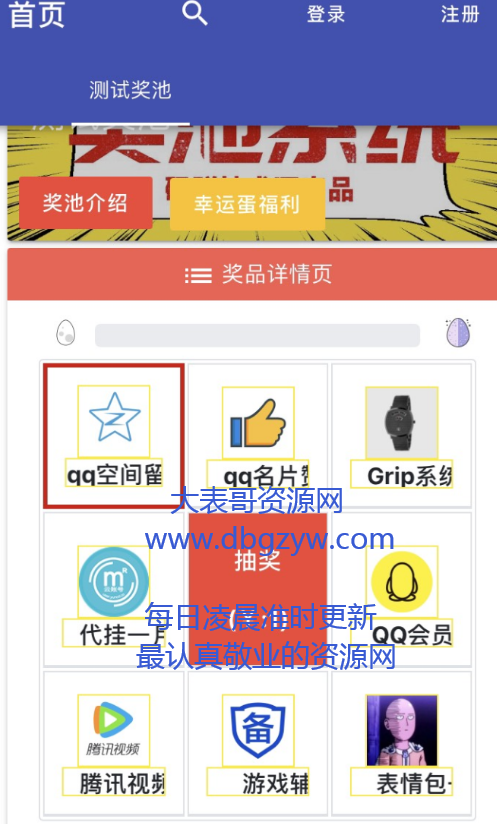 首页
登录
注册
测试奖池
奖池系统
奖池介绍
幸运蛋福利
奖品详情页
qq空间留
qq名片赞
Grip系统
大表哥资源网
www.dbgzyw.com
抽奖
每日凌晨准时更新
代挂一月
QQ会员
最认真敬业的资源网
备
腾讯视频
腾讯视频
游戏辅
表情包